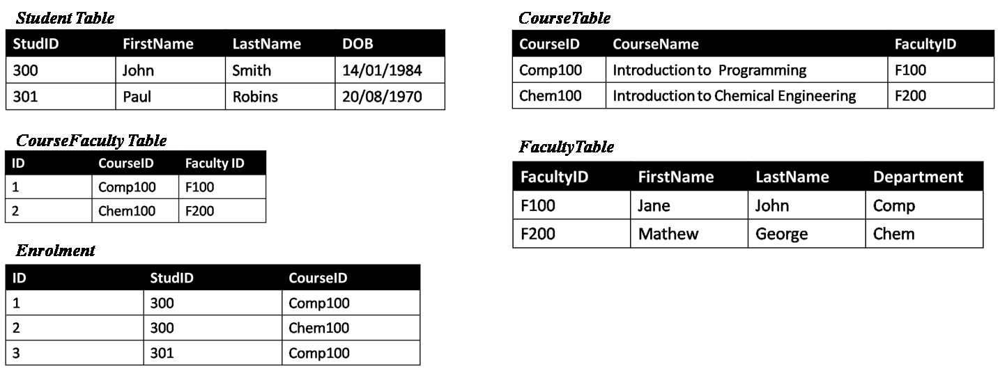 Student Table
StudID FirstName LastName DOB
300 John Smith 14/01/1984
301 Paul Robins 20/08/1970
CourseFaculty Table
ID CourseID Faculty ID
1 Comp100 F100
2 Chem100 F200
Enrolment
ID StudID CourseID
1 300 Comp100
2 300 Chem100
3 301 Comp100
CourseTable
CourseID CourseName FacultyID
Comp100 Introduction to Programming F100
Chem100 Introduction to Chemical Engineering F200
FacultyTable
FacultyID FirstName LastName Department
F100 Jane John Comp
F200 Mathew George Chem